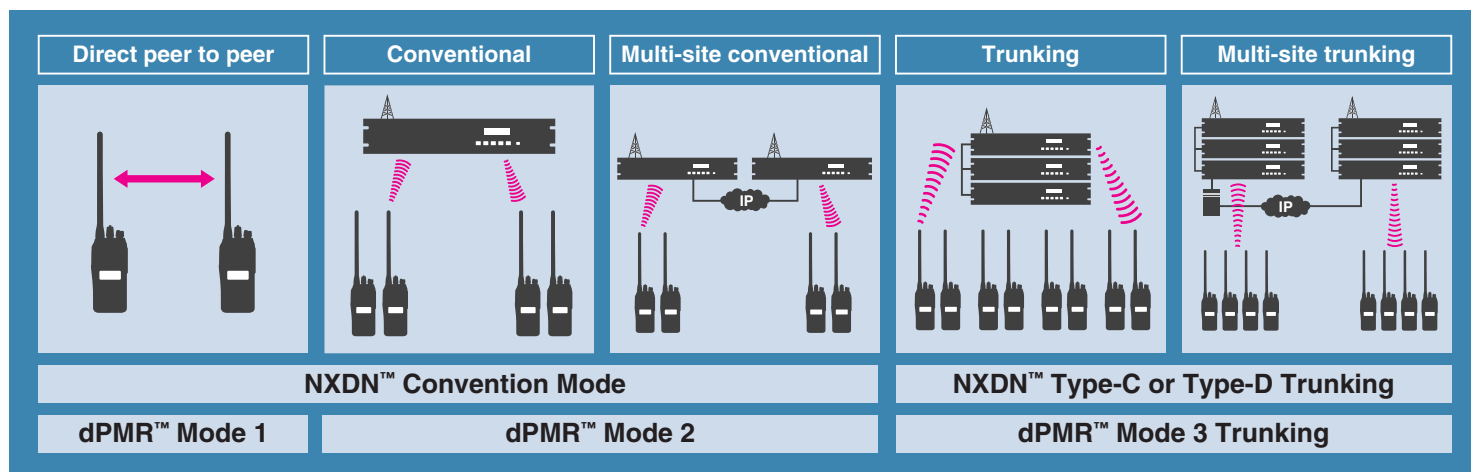 Direct peer to peer
Conventional
Multi-site conventional
Trunking
Multi-site trunking
IP
IP
NXDN™ Convention Mode
NXDN™ Type-C or Type-D Trunking
dPMR™ Mode 1
dPMR™ Mode 2
dPMR™ Mode 3 Trunking